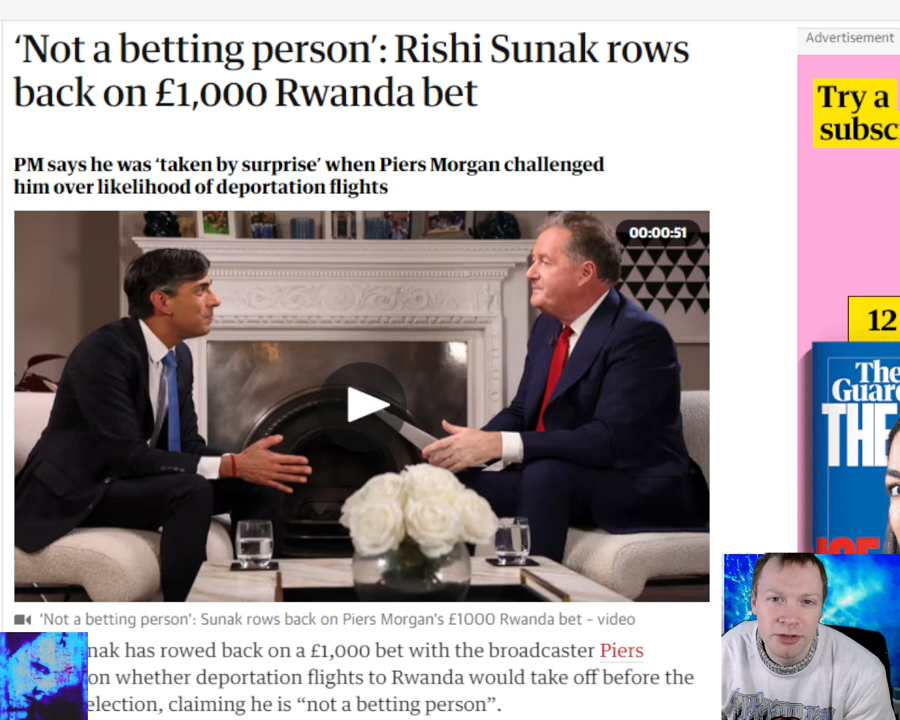 ‘Not a betting person’: Rishi Sunak rows
back on £1,000 Rwanda bet
PM says he was ‘taken by surprise’ when Piers Morgan challenged
him over likelihood of deportation flights
00:00:51
'Not a betting person': Sunak rows back on Piers Morgan's £1000 Rwanda bet – video
nak has rowed back on a £1,000 bet with the broadcaster Piers
on whether deportation flights to Rwanda would take off before the
election, claiming he is “not a betting person”.
Advertisement
Try a
subsc
12
The
Guar
THE